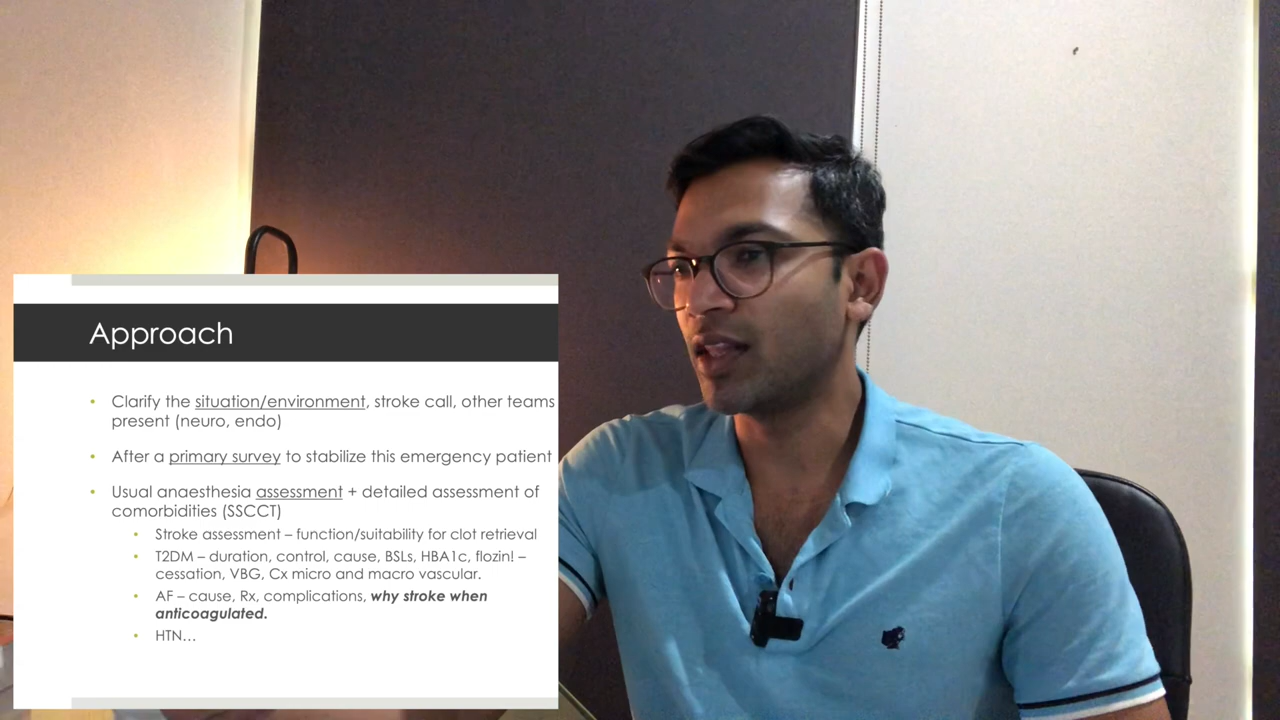 Approach
• Clarify the situation/environment, stroke call, other teams
present (neuro, endo)
• After a primary survey to stabilize this emergency patient
• Usual anaesthesia assessment + detailed assessment of
comorbidities (SSCCT)
• Stroke assessment – function/suitability for clot retrieval
• T2DM – duration, control, cause, BSLs, HBA1c, flozin! –
cessation, VBG, Cx micro and macro vascular.
• AF – cause, Rx, complications, why stroke when
anticoagulated.
• HTN…